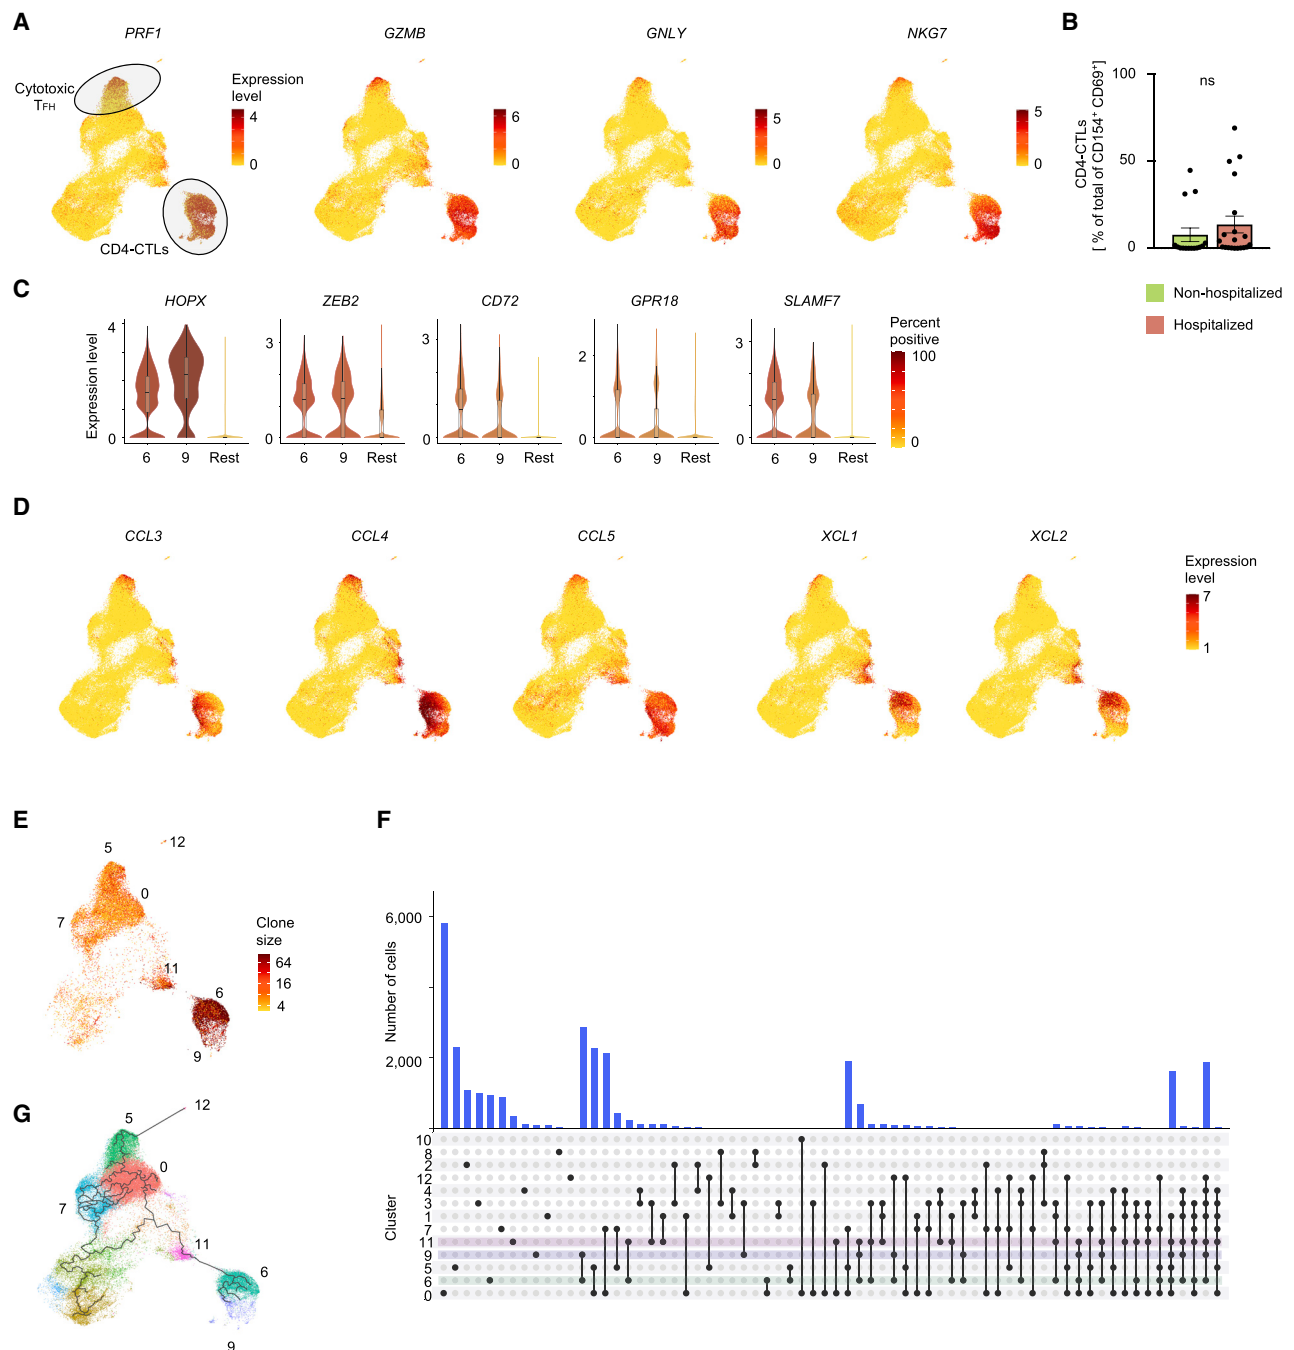 A
PRF1
GZMB
GNLY
NKG7
Cytotoxic
TFH
CD4-CTLs
Expression
level
4
0
6
0
5
0
5
0
B
CD4-CTLs
[ % of total of CD154+ CD69+]
100
50
0
ns
Non-hospitalized
Hospitalized
C
HOPX
ZEB2
CD72
GPR18
SLAMF7
Expression level
4
0
3
0
3
0
2
0
3
0
6 9 Rest
6 9 Rest
6 9 Rest
6 9 Rest
6 9 Rest
Percent
positive
100
0
D
CCL3
CCL4
CCL5
XCL1
XCL2
Expression
level
7
1
E
12
5
0
7
11
6
9
Clone
size
64
16
4
F
Number of cells
6,000
2,000
Cluster
10
8
2
12
4
3
1
7
11
9
5
6
0
G
12
5
0
7
11
6
9